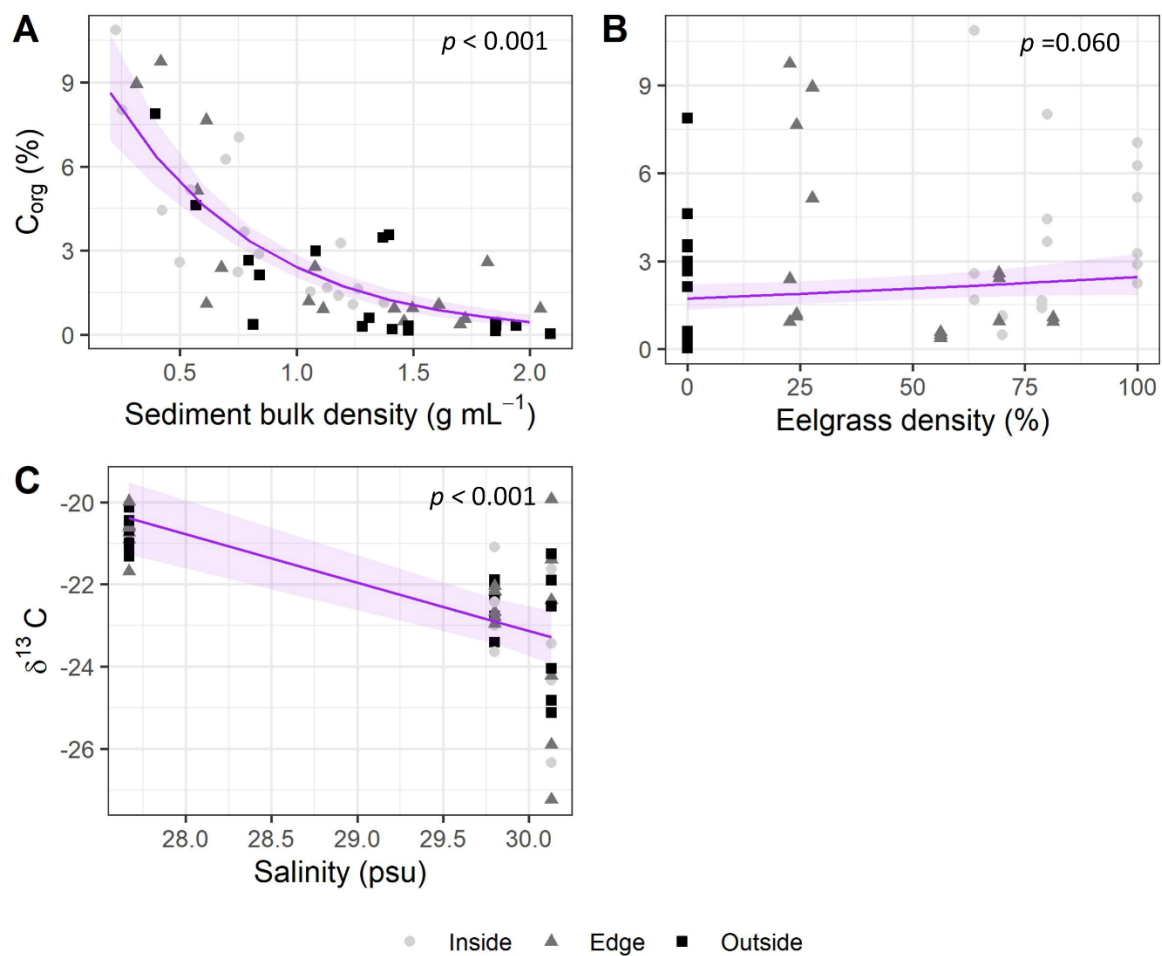 A
p < 0.001
C_org (%)
9
6
3
0
0.5 1.0 1.5 2.0
Sediment bulk density (g mL⁻¹)
B
p =0.060
9
6
3
0
0 25 50 75 100
Eelgrass density (%)
C
p < 0.001
δ¹³ C
-20
-22
-24
-26
28.0 28.5 29.0 29.5 30.0
Salinity (psu)
Inside Edge Outside